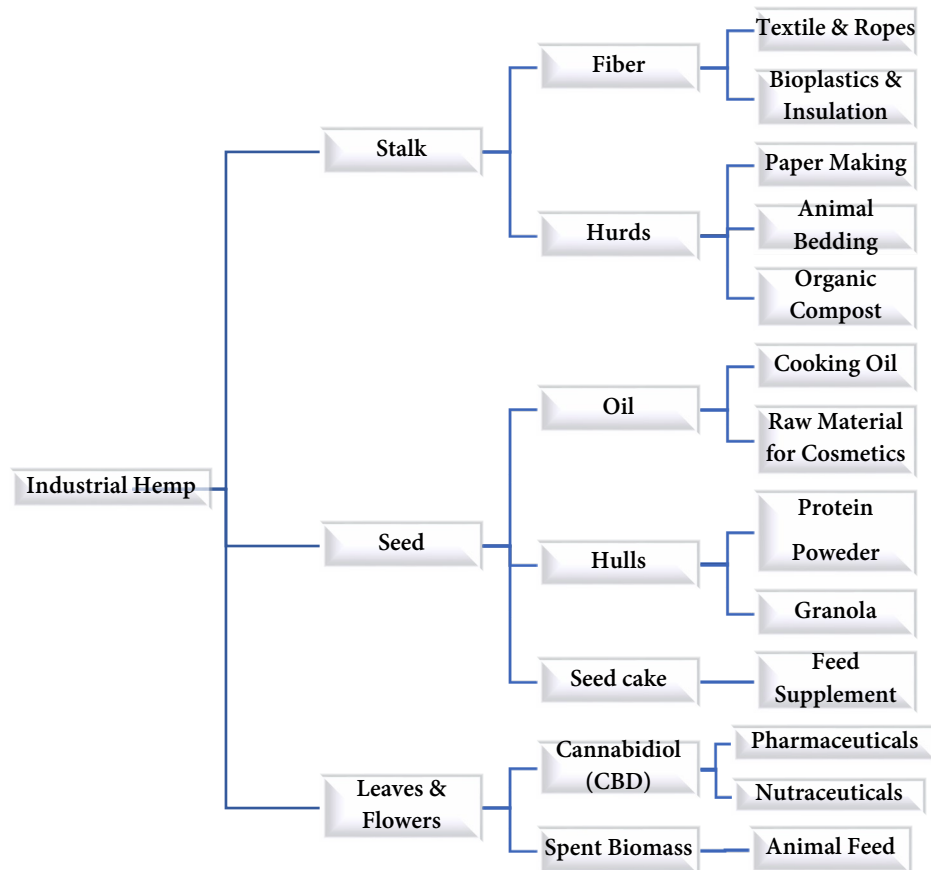 Industrial Hemp
Stalk
Fiber
Textile & Ropes
Bioplastics &
Insulation
Hurds
Paper Making
Animal
Bedding
Organic
Compost
Seed
Oil
Cooking Oil
Raw Material
for Cosmetics
Hulls
Protein
Poweder
Granola
Seed cake
Feed
Supplement
Leaves &
Flowers
Cannabidiol
(CBD)
Pharmaceuticals
Nutraceuticals
Spent Biomass
Animal Feed